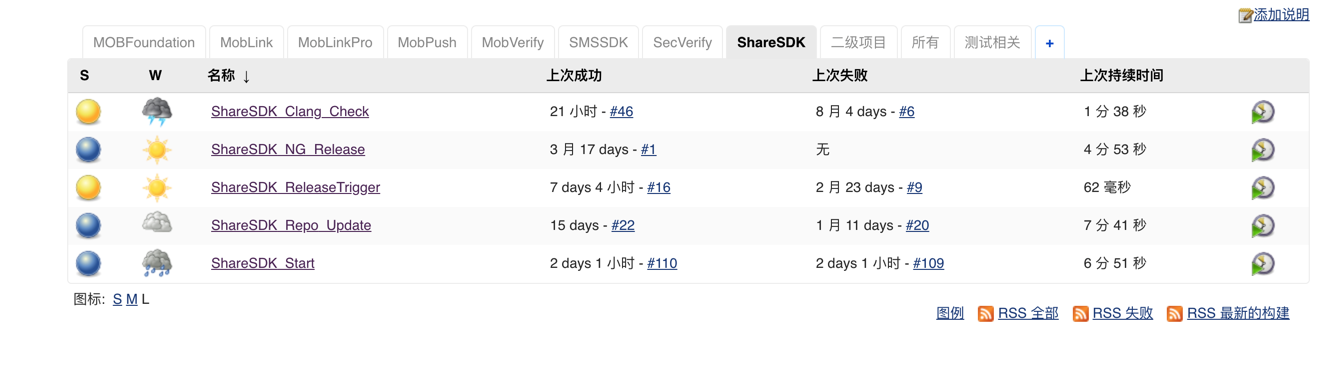 添加说明
MOBFoundation MobLink MobLinkPro MobPush MobVerify SMSSDK SecVerify ShareSDK 二级项目 所有 测试相关 +
S W 名称 ↓ 上次成功 上次失败 上次持续时间
ShareSDK_Clang_Check 21 小时 - #46 8 月 4 days - #6 1 分 38 秒
ShareSDK_NG_Release 3 月 17 days - #1 无 4 分 53 秒
ShareSDK_ReleaseTrigger 7 days 4 小时 - #16 2 月 23 days - #9 62 毫秒
ShareSDK_Repo_Update 15 days - #22 1 月 11 days - #20 7 分 41 秒
ShareSDK_Start 2 days 1 小时 - #110 2 days 1 小时 - #109 6 分 51 秒
图标: S M L
图例 RSS 全部 RSS 失败 RSS 最新的构建